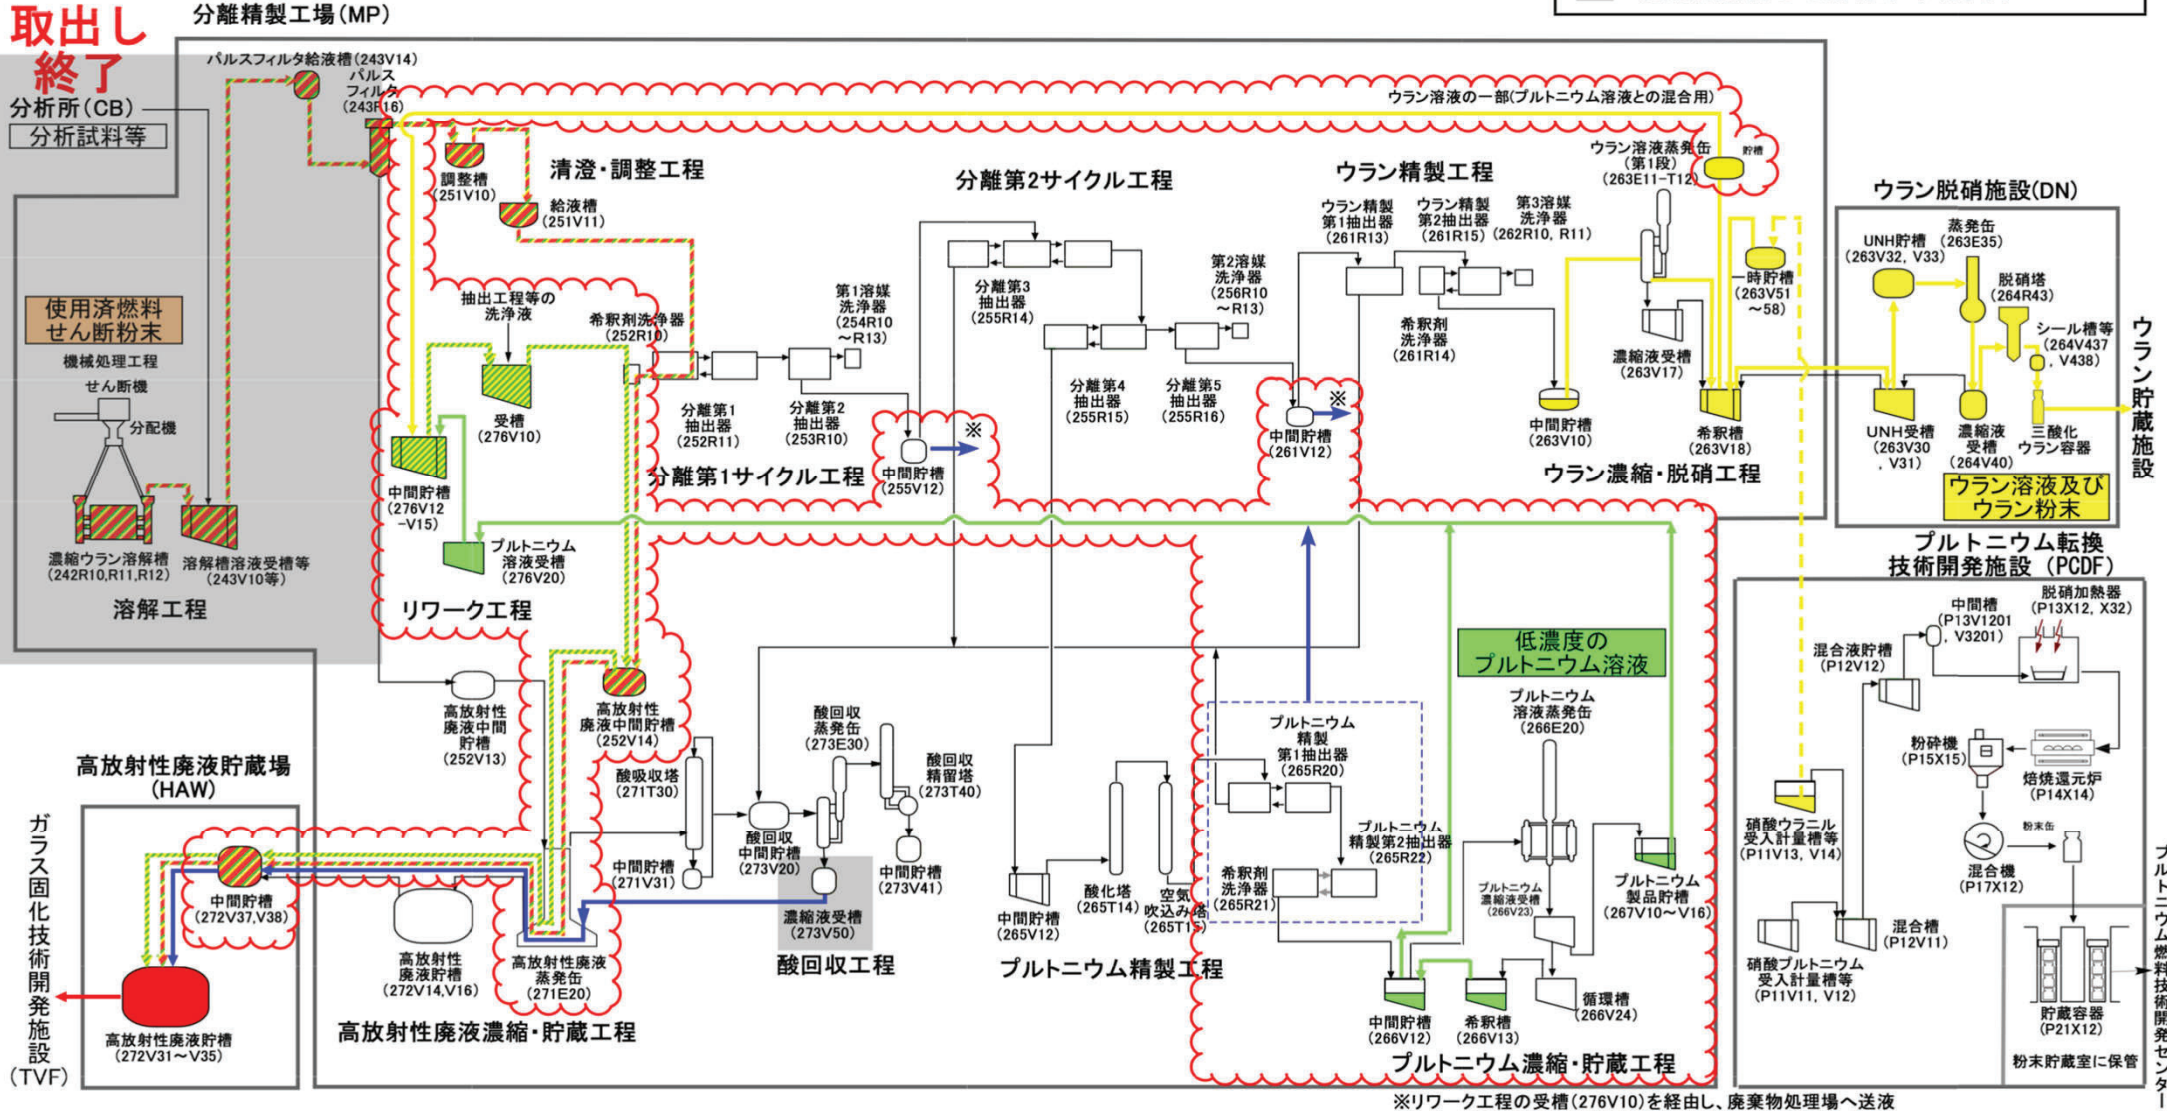 取出し
終了
分離精製工場(MP)
パルスフィルタ給液槽(243V14)
パルス
フィルタ
(243F16)
分析所(CB)
分析試料等
ウラン溶液の一部(プルトニウム溶液との混合用)
調整槽
(251V10)
清澄・調整工程
給液槽
(251V11)
分離第2サイクル工程
ウラン精製工程
ウラン溶液蒸発缶
(第1段)
(263E11-T12)
貯槽
ウラン精製
第1抽出器
(261R13)
ウラン精製
第2抽出器
(261R15)
第3溶媒
洗浄器
(262R10, R11)
ウラン脱硝施設(DN)
UNH貯槽
(263V32, V33)
蒸発缶
(263E35)
脱硝塔
(264R43)
シール槽等
(264V437
, V438)
一時貯槽
(263V51
~58)
使用済燃料
せん断粉末
機械処理工程
せん断機
分配機
抽出工程等の
洗浄液
希釈剤洗浄器
(252R10)
第1溶媒
洗浄器
(254R10
~R13)
分離第3
抽出器
(255R14)
第2溶媒
洗浄器
(256R10
~R13)
希釈剤
洗浄器
(261R14)
濃縮液受槽
(263V17)
受槽
(276V10)
分離第1
抽出器
(252R11)
分離第2
抽出器
(253R10)
分離第4
抽出器
(255R15)
分離第5
抽出器
(255R16)
※
※
中間貯槽
(261V12)
中間貯槽
(263V10)
希釈槽
(263V18)
UNH受槽
(263V30
, V31)
濃縮液
受槽
(264V40)
三酸化
ウラン容器
ウラン貯蔵施設
分離第1サイクル工程
中間貯槽
(255V12)
ウラン濃縮・脱硝工程
ウラン溶液及び
ウラン粉末
中間貯槽
(276V12
-V15)
濃縮ウラン溶解槽
(242R10,R11,R12)
溶解槽溶液受槽等
(243V10等)
溶解工程
プルトニウム
溶液受槽
(276V20)
リワーク工程
プルトニウム転換
技術開発施設 (PCDF)
中間槽
(P13V1201
, V3201)
脱硝加熱器
(P13X12, X32)
混合液貯槽
(P12V12)
低濃度の
プルトニウム溶液
高放射性
廃液中間
貯槽
(252V13)
高放射性
廃液中間貯槽
(252V14)
酸回収
蒸発缶
(273E30)
酸回収
精留塔
(273T40)
プルトニウム
精製
第1抽出器
(265R20)
プルトニウム
溶液蒸発缶
(266E20)
粉砕機
(P15X15)
焙焼還元炉
(P14X14)
高放射性廃液貯蔵場
(HAW)
酸吸収塔
(271T30)
中間貯槽
(271V31)
酸回収
中間貯槽
(273V20)
中間貯槽
(273V41)
プルトニウム
精製第2抽出器
(265R22)
硝酸ウラニル
受入計量槽等
(P11V13, V14)
粉末缶
混合機
(P17X12)
ガラス固化技術開発施設
(TVF)
中間貯槽
(272V37,V38)
濃縮液受槽
(273V50)
中間貯槽
(265V12)
酸化塔
(265T14)
空気
吹込み塔
(265T15)
希釈剤
洗浄器
(265R21)
プルトニウム
濃縮液受槽
(266V23)
プルトニウム
製品貯槽
(267V10~V16)
混合槽
(P12V11)
硝酸プルトニウム
受入計量槽等
(P11V11, V12)
高放射性
廃液貯槽
(272V14,V16)
高放射性廃液
蒸発缶
(271E20)
酸回収工程
プルトニウム精製工程
高放射性廃液貯槽
(272V31~V35)
高放射性廃液濃縮・貯蔵工程
中間貯槽
(266V12)
希釈槽
(266V13)
循環槽
(266V24)
プルトニウム濃縮・貯蔵工程
貯蔵容器
(P21X12)
粉末貯蔵室に保管
プルトニウム燃料技術開発センター
※リワーク工程の受槽(276V10)を経由し、廃棄物処理場へ送液